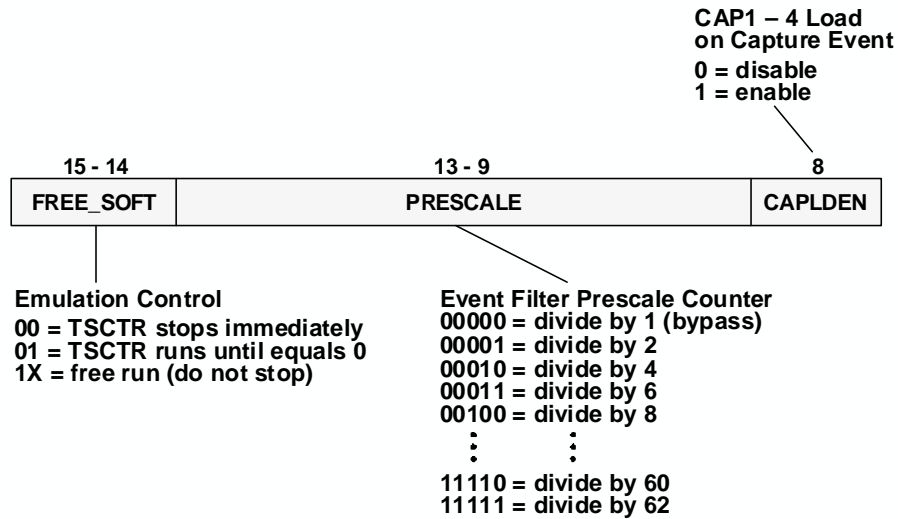 CAP1 – 4 Load
on Capture Event
0 = disable
1 = enable
15 - 14
13 - 9
8
FREE_SOFT
PRESCALE
CAPLDEN
Emulation Control
00 = TSCTR stops immediately
01 = TSCTR runs until equals 0
1X = free run (do not stop)
Event Filter Prescale Counter
00000 = divide by 1 (bypass)
00001 = divide by 2
00010 = divide by 4
00011 = divide by 6
00100 = divide by 8
11110 = divide by 60
11111 = divide by 62